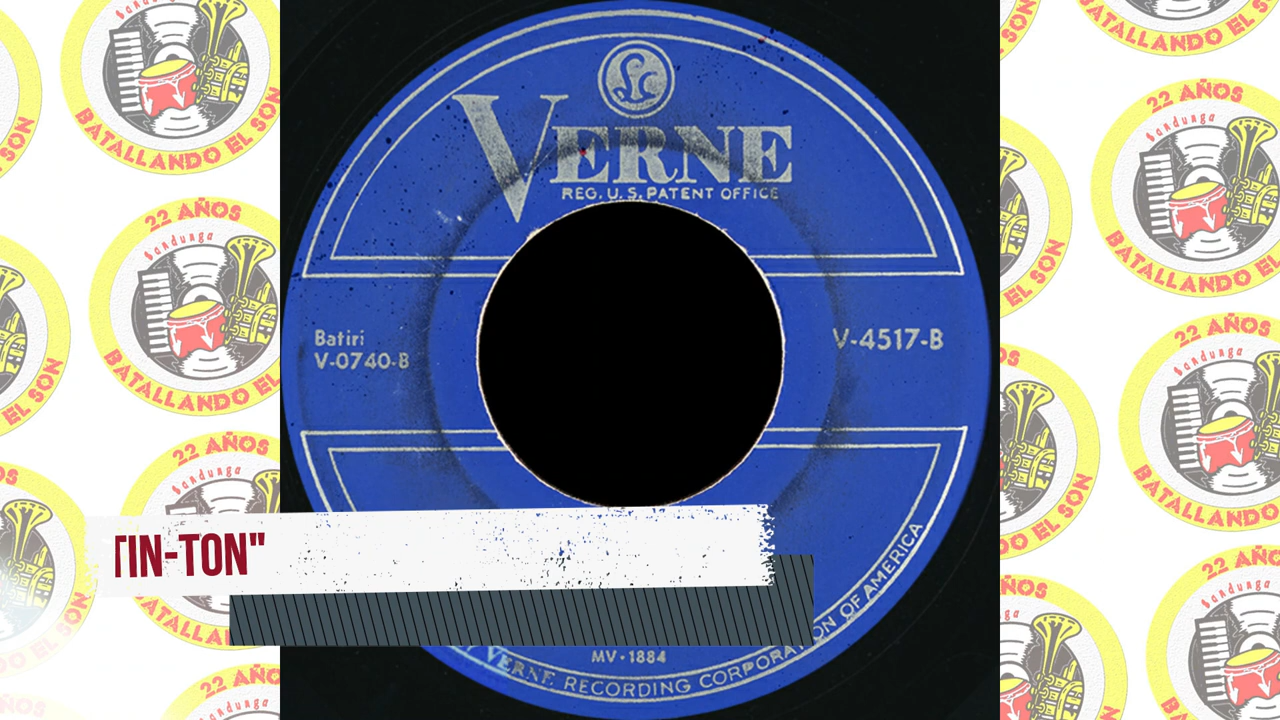 VERNE
REG. U.S. PATENT OFFICE
Batiri
V-0740-B
V-4517-B
TIN-TON"
MV-1884
VERNE RECORDING CORPORATION OF AMERICA
22 AÑOS
Sandunga
BATALLANDO EL SON